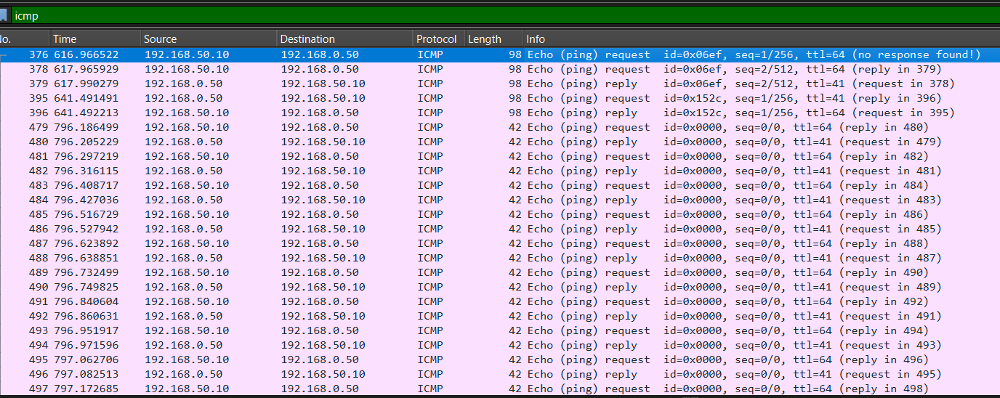 icmp
No. Time Source Destination Protocol Length Info
376 616.966522 192.168.50.10 192.168.0.50 ICMP 98 Echo (ping) request id=0x06ef, seq=1/256, ttl=64 (no response found!)
378 617.965929 192.168.50.10 192.168.0.50 ICMP 98 Echo (ping) request id=0x06ef, seq=2/512, ttl=64 (reply in 379)
379 617.990279 192.168.0.50 192.168.50.10 ICMP 98 Echo (ping) reply id=0x06ef, seq=2/512, ttl=41 (request in 378)
395 641.491491 192.168.0.50 192.168.50.10 ICMP 98 Echo (ping) request id=0x152c, seq=1/256, ttl=41 (reply in 396)
396 641.492213 192.168.50.10 192.168.0.50 ICMP 98 Echo (ping) reply id=0x152c, seq=1/256, ttl=64 (request in 395)
479 796.186499 192.168.50.10 192.168.0.50 ICMP 42 Echo (ping) request id=0x0000, seq=0/0, ttl=64 (reply in 480)
480 796.205229 192.168.0.50 192.168.50.10 ICMP 42 Echo (ping) reply id=0x0000, seq=0/0, ttl=41 (request in 479)
481 796.297219 192.168.50.10 192.168.0.50 ICMP 42 Echo (ping) request id=0x0000, seq=0/0, ttl=64 (reply in 482)
482 796.316115 192.168.0.50 192.168.50.10 ICMP 42 Echo (ping) reply id=0x0000, seq=0/0, ttl=41 (request in 481)
483 796.408717 192.168.50.10 192.168.0.50 ICMP 42 Echo (ping) request id=0x0000, seq=0/0, ttl=64 (reply in 484)
484 796.427036 192.168.0.50 192.168.50.10 ICMP 42 Echo (ping) reply id=0x0000, seq=0/0, ttl=41 (request in 483)
485 796.516729 192.168.50.10 192.168.0.50 ICMP 42 Echo (ping) request id=0x0000, seq=0/0, ttl=64 (reply in 486)
486 796.527942 192.168.0.50 192.168.50.10 ICMP 42 Echo (ping) reply id=0x0000, seq=0/0, ttl=41 (request in 485)
487 796.623892 192.168.50.10 192.168.0.50 ICMP 42 Echo (ping) request id=0x0000, seq=0/0, ttl=64 (reply in 488)
488 796.638851 192.168.0.50 192.168.50.10 ICMP 42 Echo (ping) reply id=0x0000, seq=0/0, ttl=41 (request in 487)
489 796.732499 192.168.50.10 192.168.0.50 ICMP 42 Echo (ping) request id=0x0000, seq=0/0, ttl=64 (reply in 490)
490 796.749825 192.168.0.50 192.168.50.10 ICMP 42 Echo (ping) reply id=0x0000, seq=0/0, ttl=41 (request in 489)
491 796.840604 192.168.50.10 192.168.0.50 ICMP 42 Echo (ping) request id=0x0000, seq=0/0, ttl=64 (reply in 492)
492 796.860631 192.168.0.50 192.168.50.10 ICMP 42 Echo (ping) reply id=0x0000, seq=0/0, ttl=41 (request in 491)
493 796.951917 192.168.50.10 192.168.0.50 ICMP 42 Echo (ping) request id=0x0000, seq=0/0, ttl=64 (reply in 494)
494 796.971596 192.168.0.50 192.168.50.10 ICMP 42 Echo (ping) reply id=0x0000, seq=0/0, ttl=41 (request in 493)
495 797.062706 192.168.50.10 192.168.0.50 ICMP 42 Echo (ping) request id=0x0000, seq=0/0, ttl=64 (reply in 496)
496 797.082513 192.168.0.50 192.168.50.10 ICMP 42 Echo (ping) reply id=0x0000, seq=0/0, ttl=41 (request in 495)
497 797.172685 192.168.50.10 192.168.0.50 ICMP 42 Echo (ping) request id=0x0000, seq=0/0, ttl=64 (reply in 498)